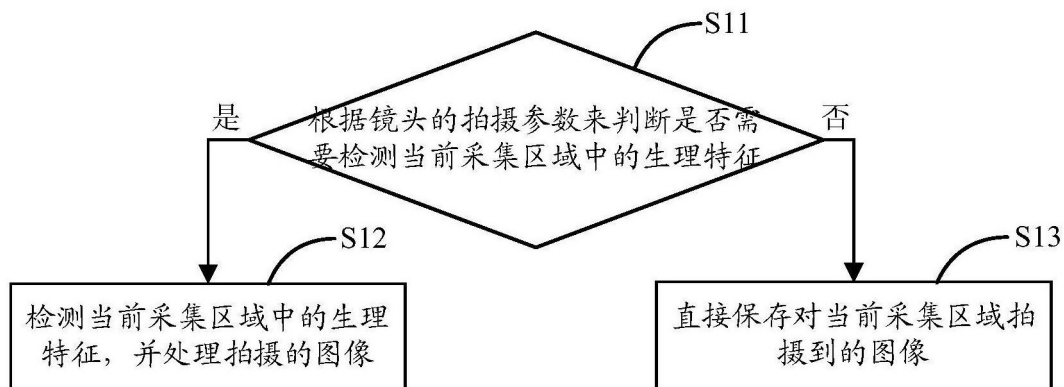 S11
是
根据镜头的拍摄参数来判断是否需
要检测当前采集区域中的生理特征
否
S12
检测当前采集区域中的生理
特征，并处理拍摄的图像
S13
直接保存对当前采集区域拍
摄到的图像